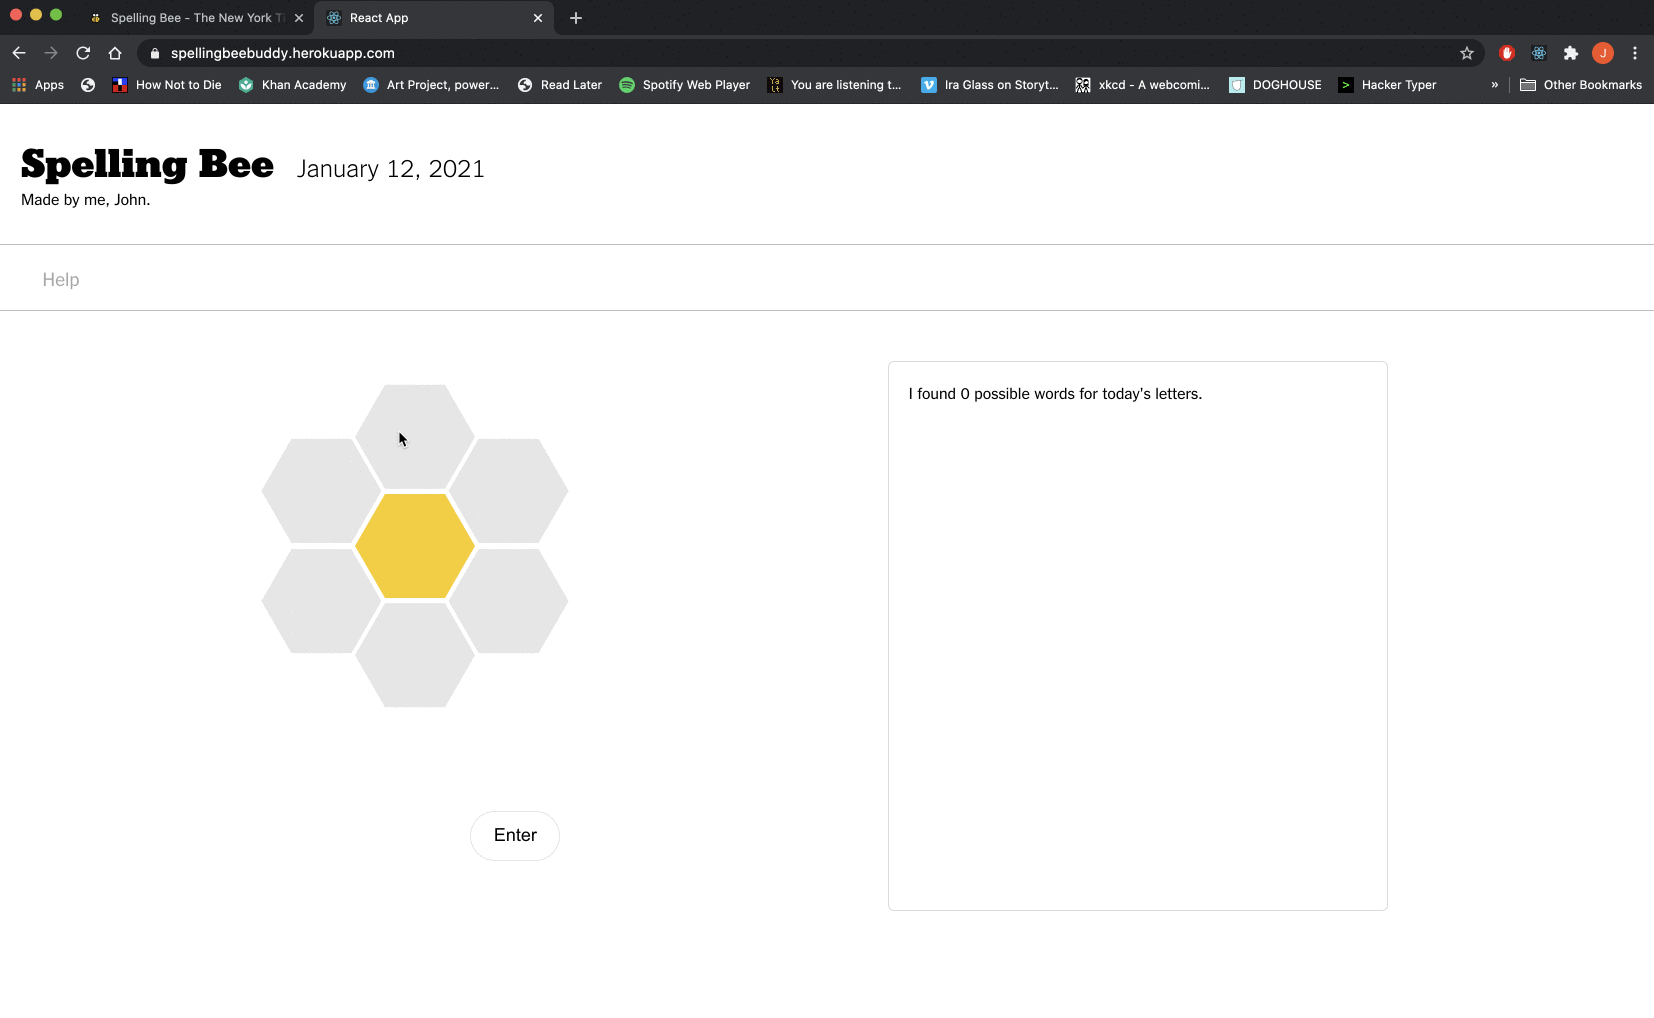 Spelling Bee - The New York Ti
React App
spellingbeebuddy.herokuapp.com
J
Apps
How Not to Die
Khan Academy
Art Project, power...
Read Later
Spotify Web Player
You are listening t...
Ira Glass on Storyt...
xkcd - A webcomi...
DOGHOUSE
Hacker Typer
»
Other Bookmarks
Spelling Bee January 12, 2021
Made by me, John.
Help
I found 0 possible words for today's letters.
Enter